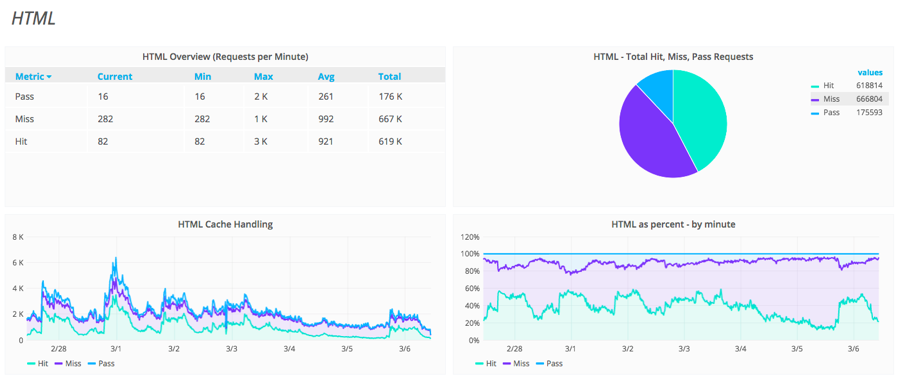 HTML
HTML Overview (Requests per Minute)
Metric Current Min Max Avg Total
Pass 16 16 2 K 261 176 K
Miss 282 282 1 K 992 667 K
Hit 82 82 3 K 921 619 K
HTML - Total Hit, Miss, Pass Requests
values
Hit 618814
Miss 666804
Pass 175593
HTML Cache Handling
8 K
6 K
4 K
2 K
0
2/28 3/1 3/2 3/3 3/4 3/5 3/6
Hit Miss Pass
HTML as percent - by minute
120%
100%
80%
60%
40%
20%
0%
2/28 3/1 3/2 3/3 3/4 3/5 3/6
Hit Miss Pass